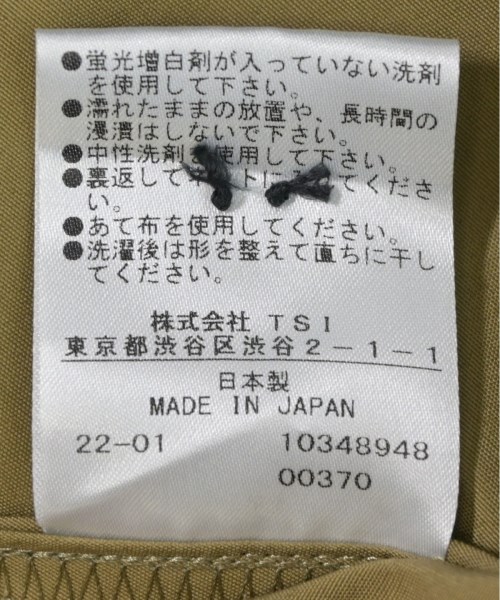 ●蛍光増白剤が入っていない洗剤
を使用して下さい。
●濡れたままの放置や、長時間の
浸漬はしないで下さい。
●中性洗剤を使用して下さい。
●裏返して ください
い。
●あて布を使用してください。
●洗濯後は形を整えて直ちに干し
てください。
株式会社 TSI
東京都渋谷区渋谷2-1-1
日本製
MADE IN JAPAN
22-01 10348948
00370